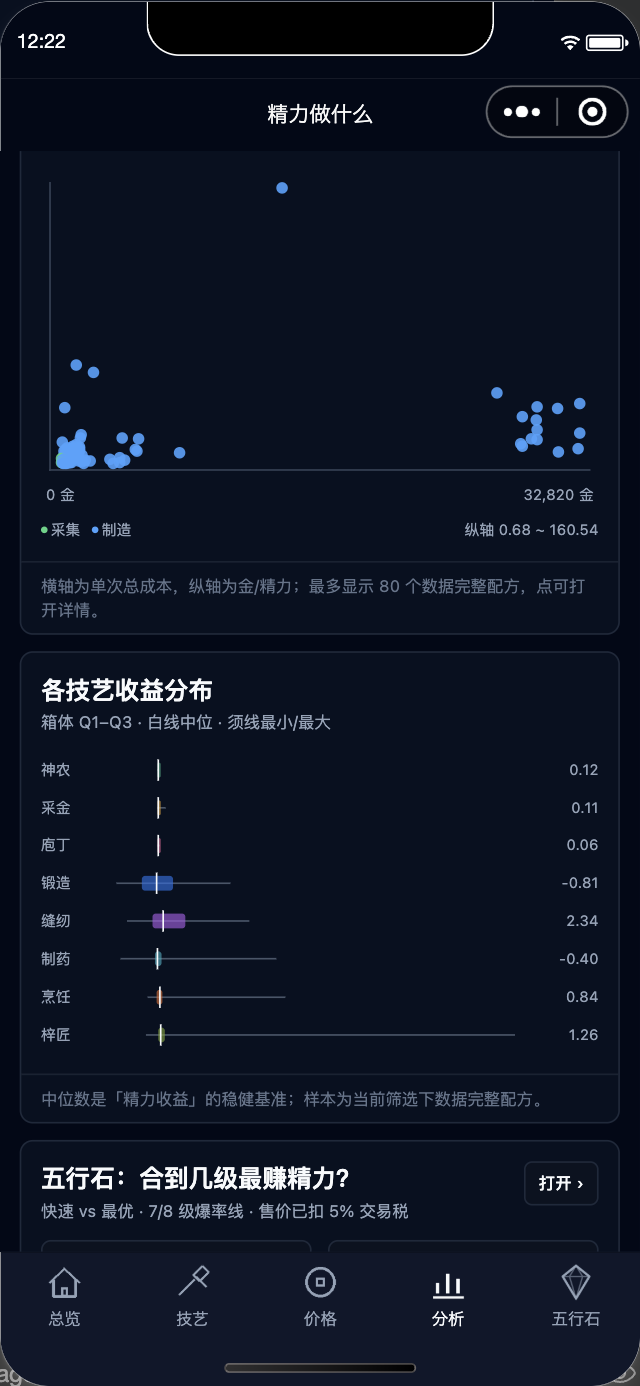 12:22
精力做什么
0 金
32,820 金
采集 制造
纵轴 0.68 ~ 160.54
横轴为单次总成本，纵轴为金/精力；最多显示 80 个数据完整配方，点可打
开详情。
各技艺收益分布
箱体 Q1–Q3 · 白线中位 · 须线最小/最大
神农 0.12
采金 0.11
庖丁 0.06
锻造 -0.81
缝纫 2.34
制药 -0.40
烹饪 0.84
梓匠 1.26
中位数是「精力收益」的稳健基准；样本为当前筛选下数据完整配方。
五行石：合到几级最赚精力?
打开 ›
快速 vs 最优 · 7/8 级爆率线 · 售价已扣 5% 交易税
总览
技艺
价格
分析
五行石